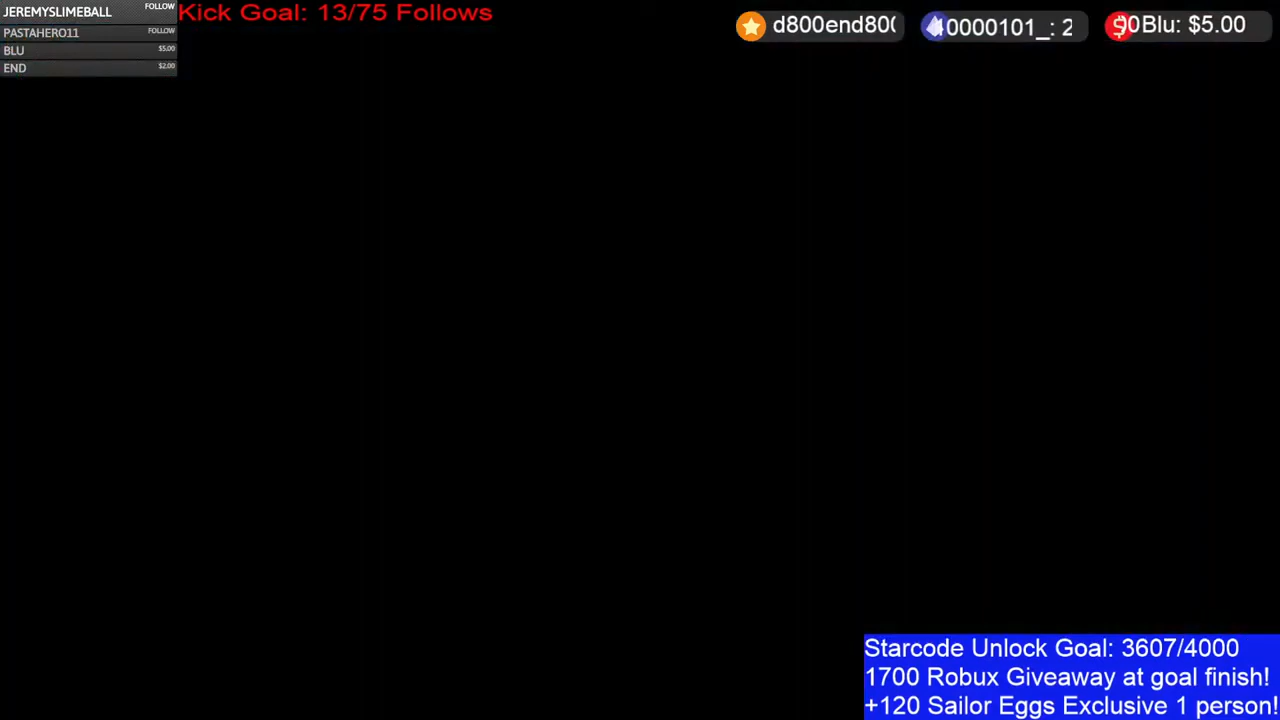 JEREMYSLIMEBALL FOLLOW
PASTAHERO11 FOLLOW
BLU $5.00
END $2.00
Kick Goal: 13/75 Follows
d800end800
0000101_: 2
0Blu: $5.00
Starcode Unlock Goal: 3607/4000
1700 Robux Giveaway at goal finish!
+120 Sailor Eggs Exclusive 1 person!